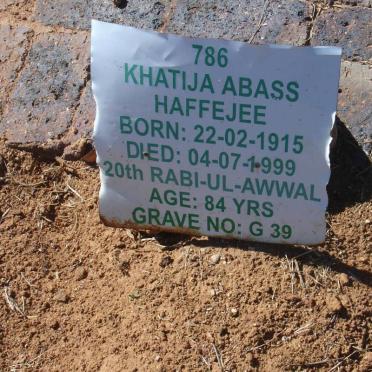 786
KHATIJA ABASS
HAFFEJEE
BORN: 22-02-1915
DIED: 04-07-1999
20th RABI-UL-AWWAL
AGE: 84 YRS
GRAVE NO: G 39